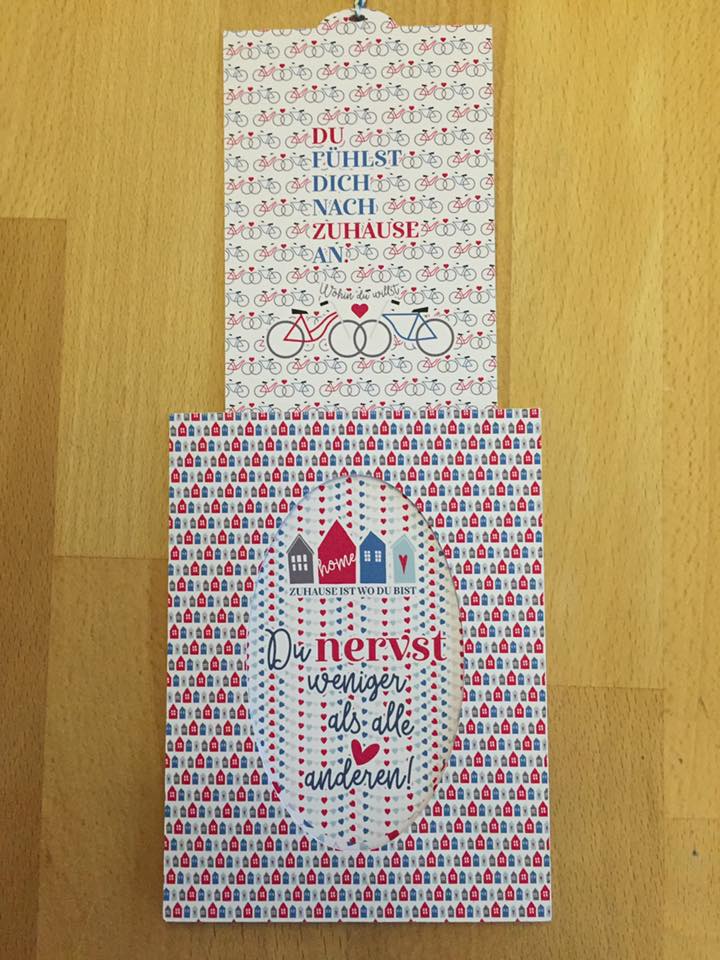 DU
FÜHLST
DICH
NACH
ZUHAUSE
AN!
Wohin du willst
home
ZUHAUSE IST WO DU BIST
Du nervst
weniger
als alle
anderen!